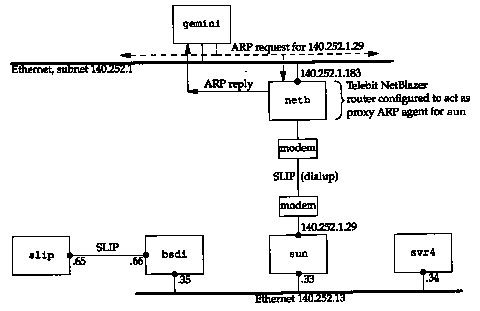 gemini
ARP request for 140.252.1.29
Ethernet, subnet 140.252.1
140.252.1.183
ARP reply
Telebit NetBlazer
netb
router configured to act as
proxy ARP agent for sun
modem
SLIP (dialup)
modem
140.252.1.29
SLIP
slip
bsdi
sun
svr4
.65
.66
.35
.33
.34
Ethernet 140.252.13